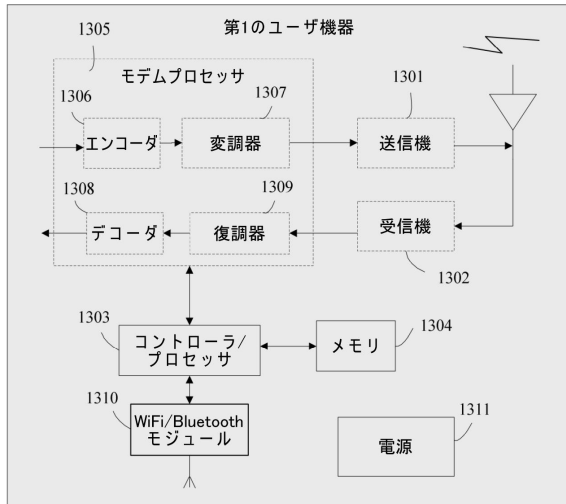 第1のユーザ機器
1305
モデムプロセッサ
1306
1307
1301
エンコーダ
変調器
送信機
1308
1309
デコーダ
復調器
受信機
1302
1303
コントローラ/
プロセッサ
メモリ
1304
1310
WiFi/Bluetooth
モジュール
電源
1311